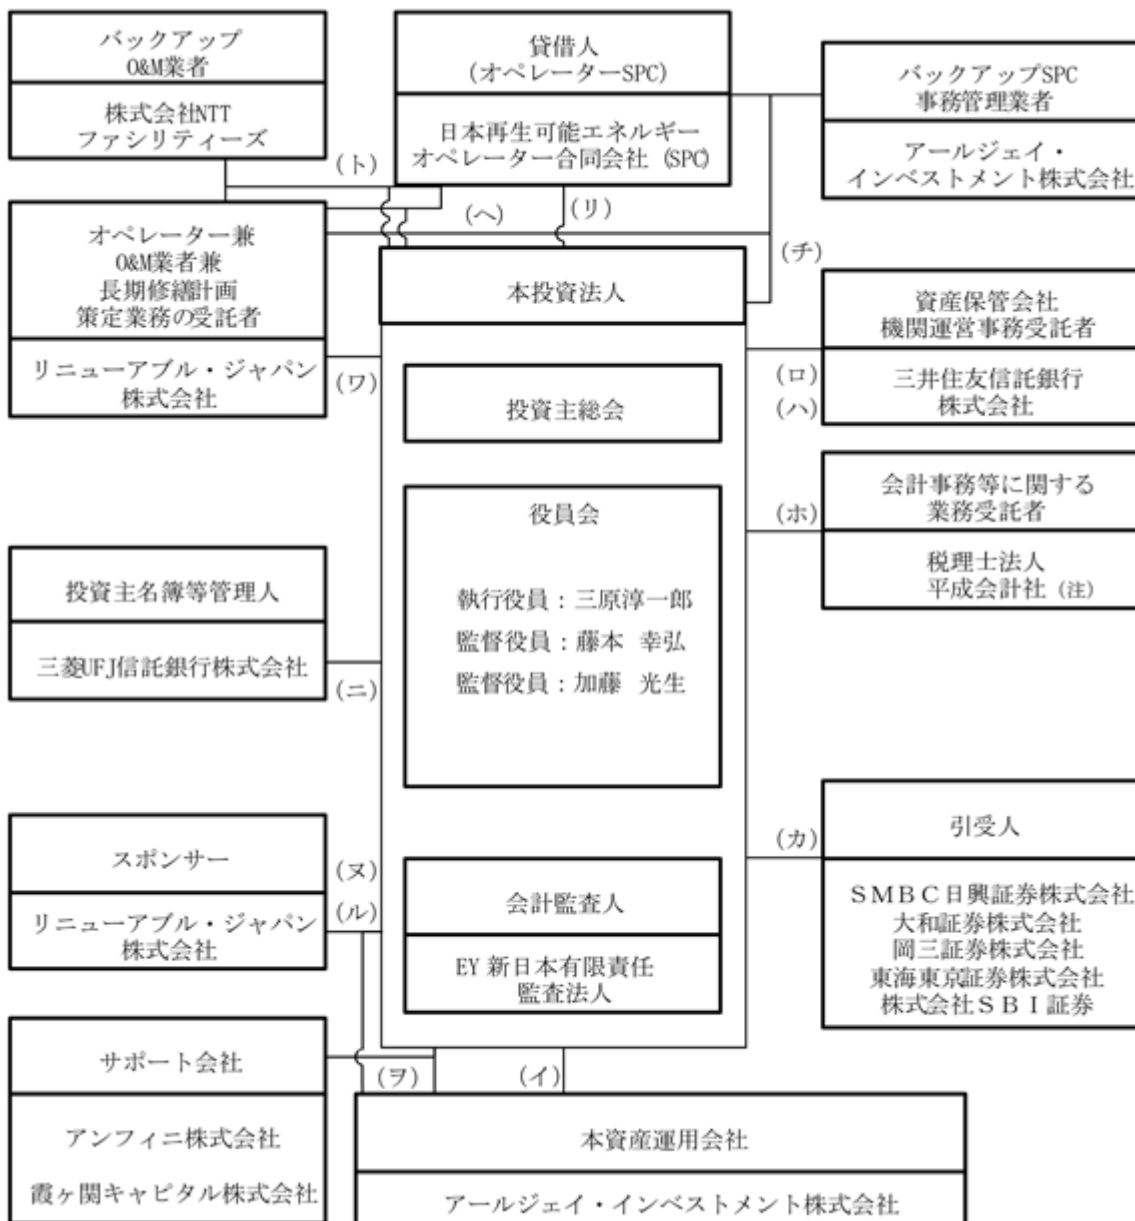 バックアップ
O&M業者
株式会社NTT
ファシリティーズ
賃借人
(オペレーターSPC)
日本再生可能エネルギー
オペレーター合同会社 (SPC)
バックアップSPC
事務管理業者
アールジェイ・
インベストメント株式会社
(ト)
(ヘ)
(リ)
(チ)
オペレーター兼
O&M業者兼
長期修繕計画
策定業務の受託者
リニューアブル・ジャパン
株式会社
(ワ)
本投資法人
投資主総会
資産保管会社
機関運営事務受託者
三井住友信託銀行
株式会社
(ロ)
(ハ)
役員会
執行役員：三原淳一郎
監督役員：藤本 幸弘
監督役員：加藤 光生
会計事務等に関する
業務受託者
税理士法人
平成会計社 (注)
(ホ)
投資主名簿等管理人
三菱UFJ信託銀行株式会社
(ニ)
スポンサー
リニューアブル・ジャパン
株式会社
(ヌ)
(ル)
会計監査人
EY 新日本有限責任
監査法人
(カ)
引受人
ＳＭＢＣ日興証券株式会社
大和証券株式会社
岡三証券株式会社
東海東京証券株式会社
株式会社ＳＢＩ証券
サポート会社
アンフィニ株式会社
霞ヶ関キャピタル株式会社
(ヲ)
(イ)
本資産運用会社
アールジェイ・インベストメント株式会社